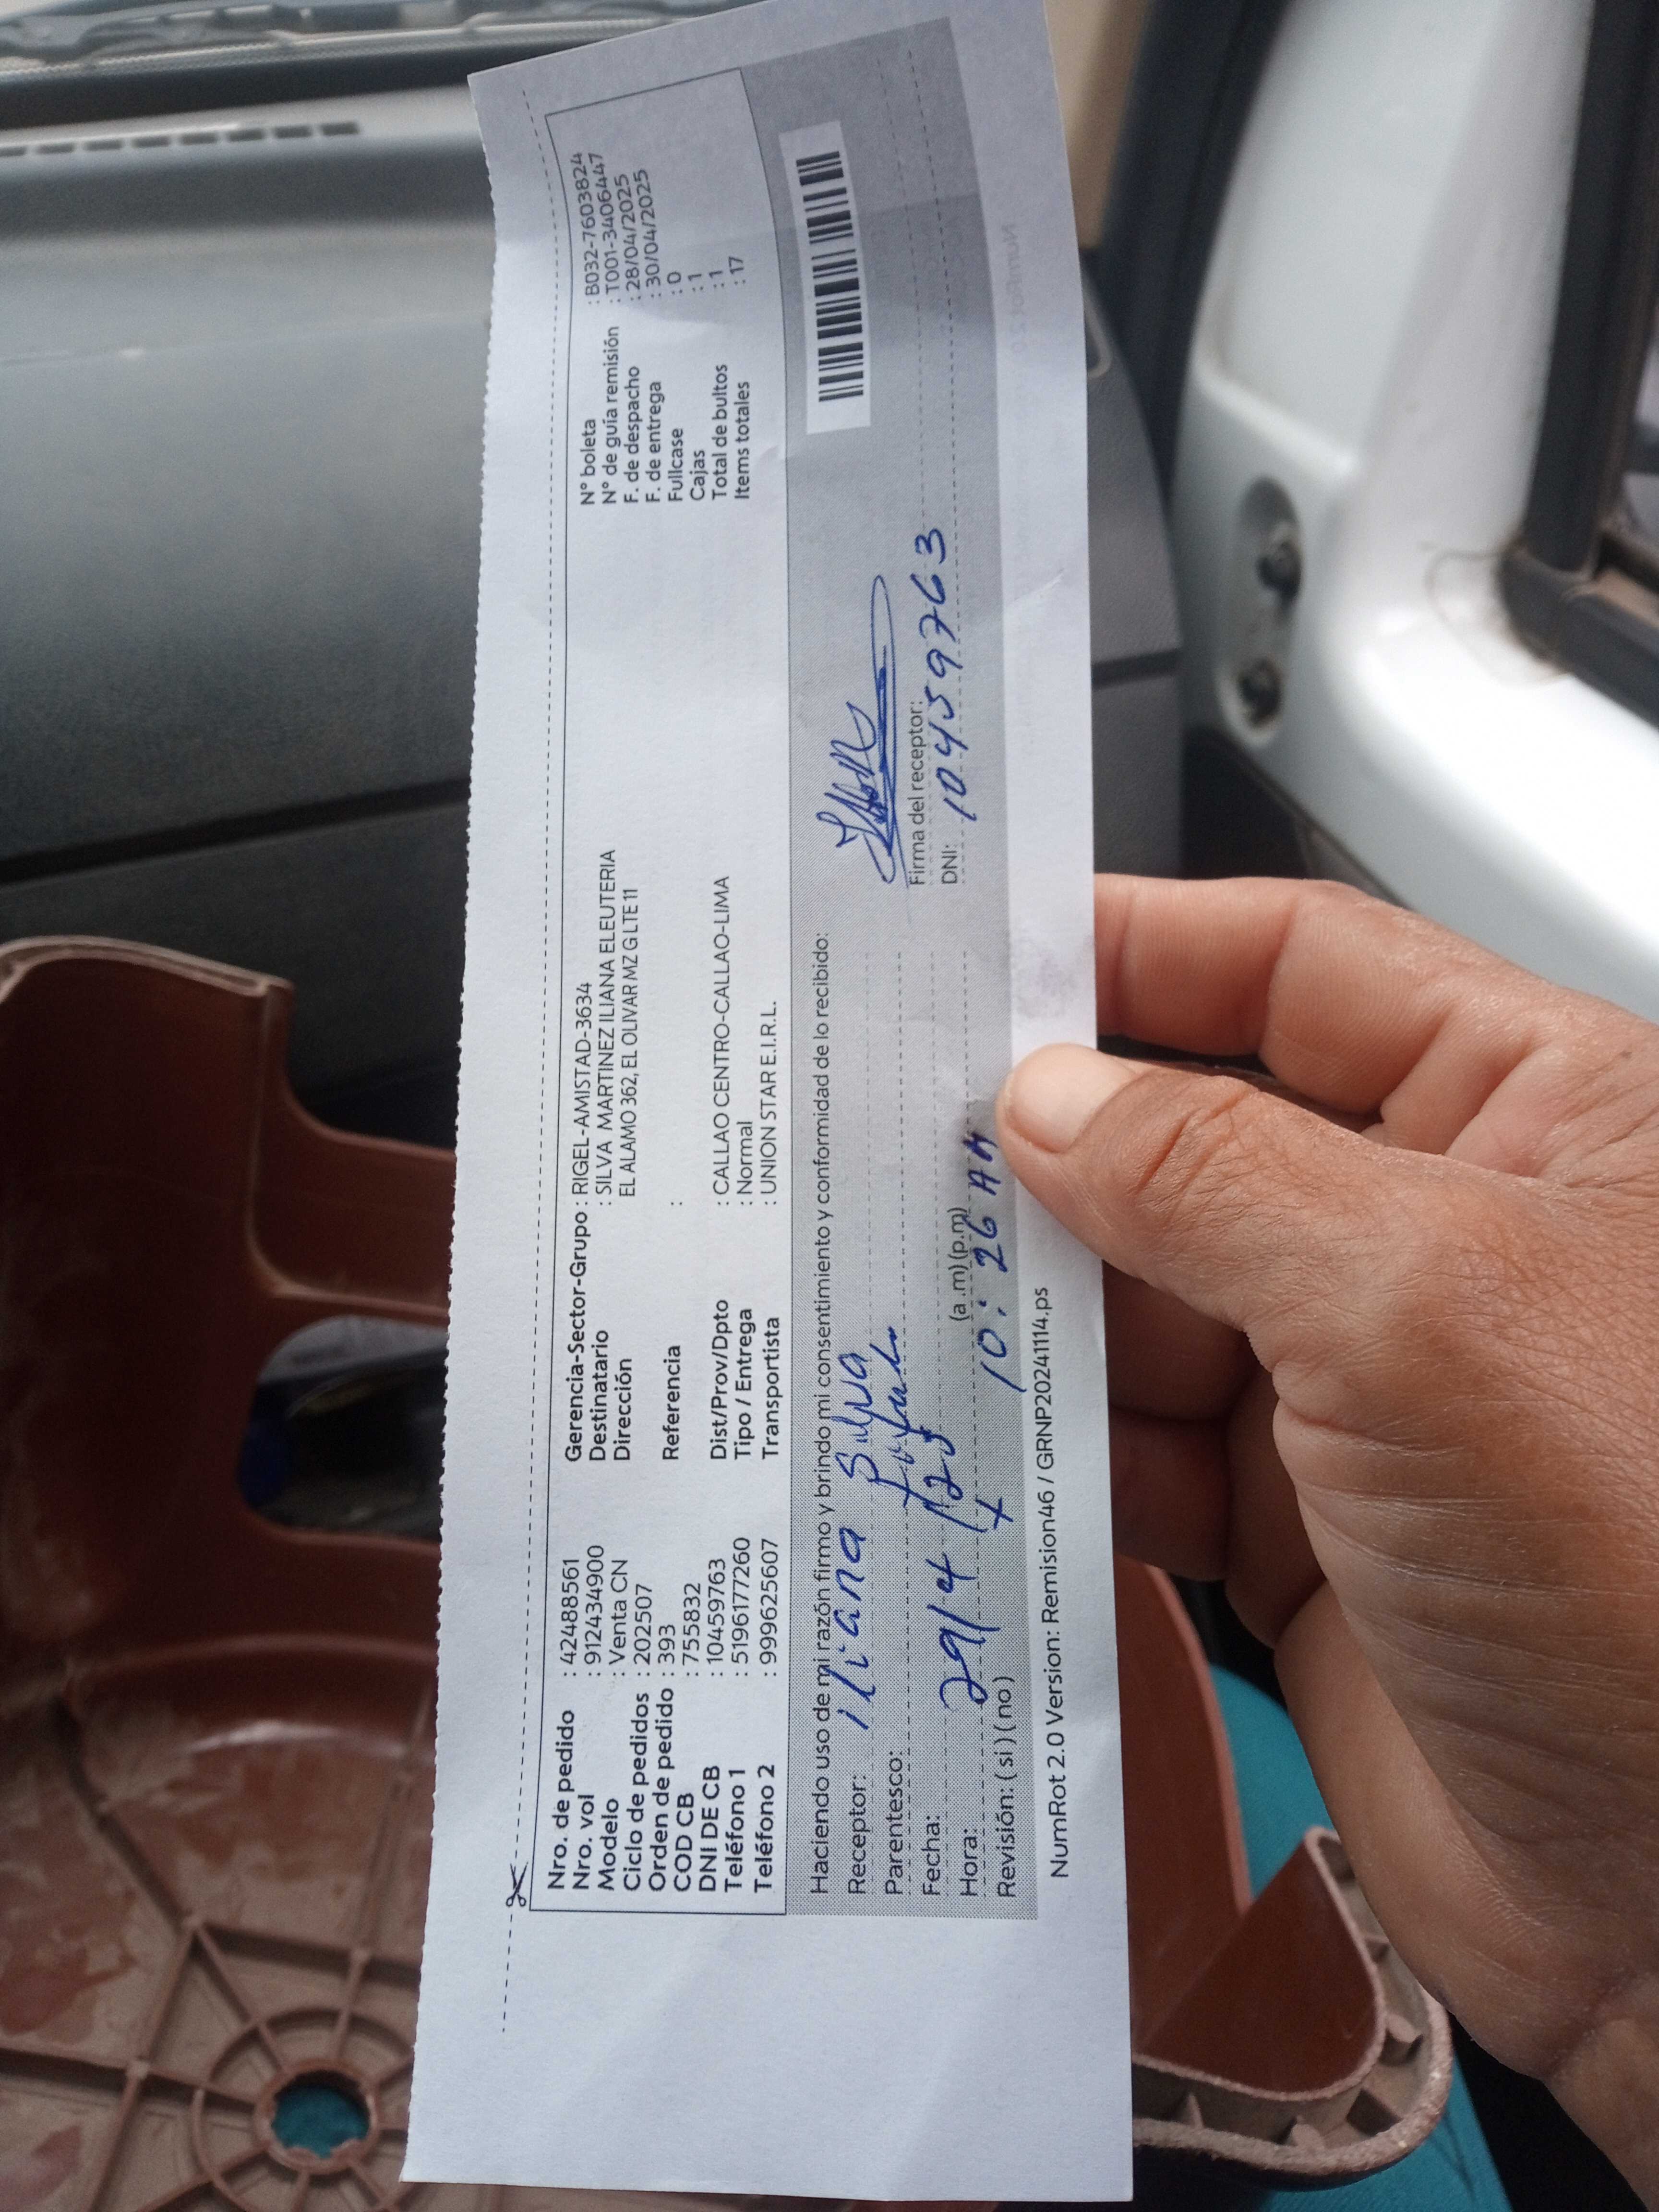 Nro. de pedido : 42488561
Nro. vol : 912434900
Modelo : Venta CN
Ciclo de pedidos : 202507
Orden de pedido : 393
COD CB : 755832
DNI DE CB : 10459763
Teléfono 1 : 51961777260
Teléfono 2 : 999625607
Gerencia-Sector-Grupo : RIGEL-AMISTAD-3634
Destinatario : SILVA MARTINEZ ILIANA ELEUTERIA
Dirección EL ALAMO 362, EL OLIVAR MZ G LTE 11
Referencia :
Dist/Prov/Dpto : CALLAO CENTRO-CALLAO-LIMA
Tipo / Entrega : Normal
Transportista : UNION STAR E.I.R.L.
N° boleta : B032-7603824
N° de guía remisión : T001-3406447
F. de despacho : 28/04/2025
F. de entrega : 30/04/2025
Fullcase : 0
Cajas : 1
Total de bultos : 1
Items totales : 17
Haciendo uso de mi razón firmo y brindo mi consentimiento y conformidad de lo recibido:
Receptor: Iliana Silva
Parentesco:
Fecha: 29/4/25
(a .m) (p.m)
Hora: 10:26 AM
Revisión: ( si ) ( no )
Firma del receptor:
DNI: 10459763
NumRot 2.0 Version: Remision46 / GRNP20241114.ps